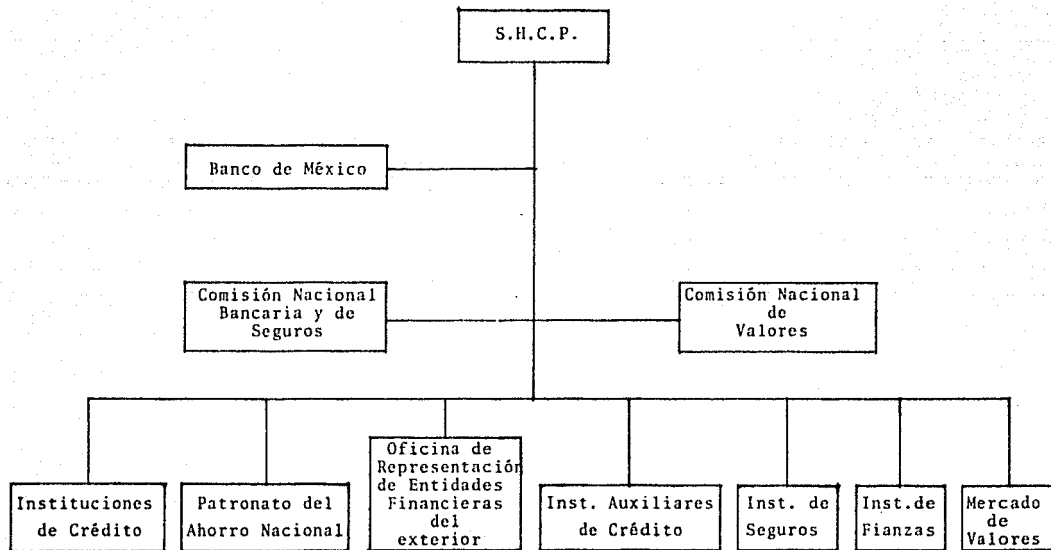 S.H.C.P.
Banco de México
Comisión Nacional
Bancaria y de
Seguros
Comisión Nacional
de
Valores
Instituciones
de Crédito
Patronato del
Ahorro Nacional
Oficina de
Representación
de Entidades
Financieras
del
exterior
Inst. Auxiliares
de Crédito
Inst. de
Seguros
Inst.de
Fianzas
Mercado
de
Valores